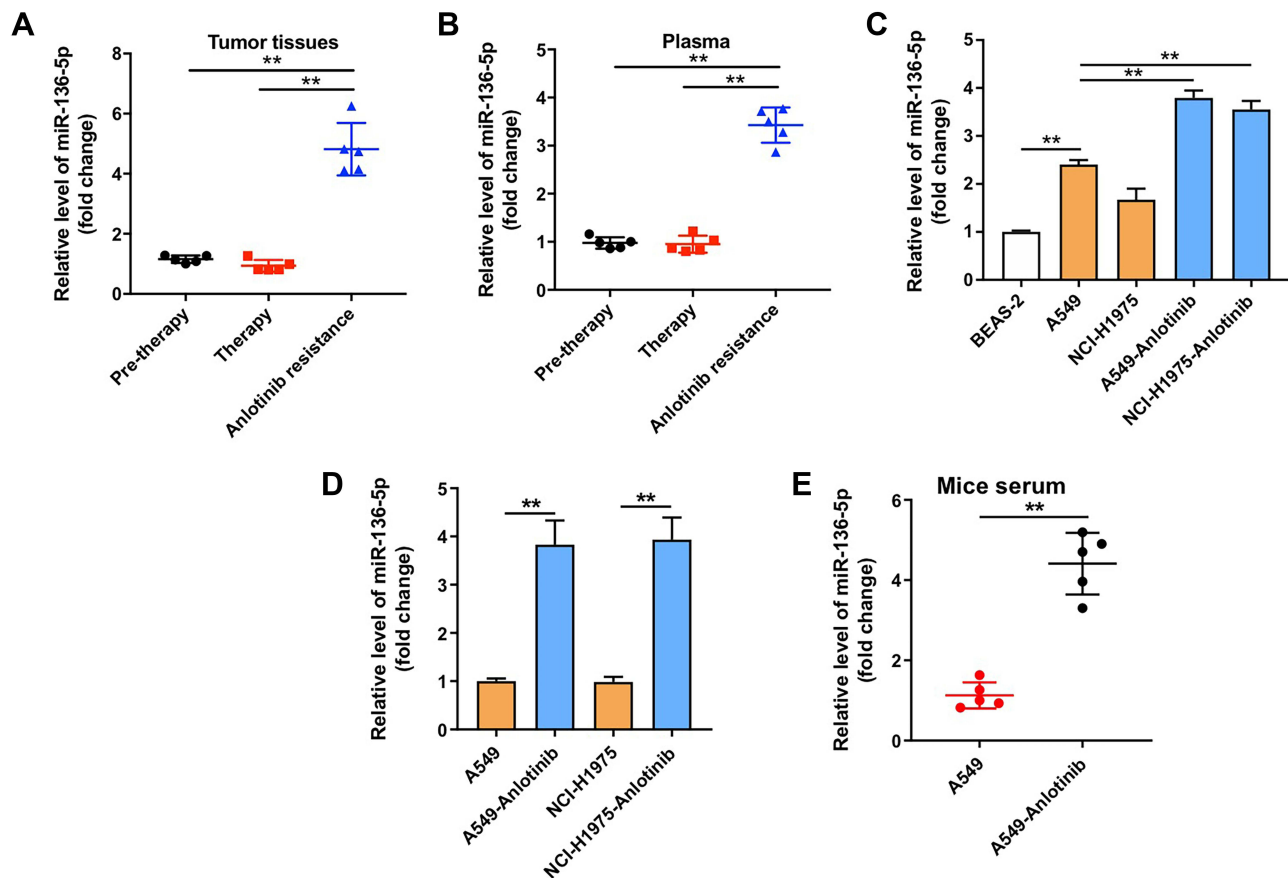 A
Tumor tissues
Relative level of miR-136-5p
(fold change)
8
6
4
2
0
**
**
Pre-therapy
Therapy
Anlotinib resistance
B
Plasma
Relative level of miR-136-5p
(fold change)
5
4
3
2
1
0
**
**
Pre-therapy
Therapy
Anlotinib resistance
C
Relative level of miR-136-5p
(fold change)
5
4
3
2
1
0
**
**
**
BEAS-2
A549
NCI-H1975
A549-Anlotinib
NCI-H1975-Anlotinib
D
Relative level of miR-136-5p
(fold change)
5
4
3
2
1
0
**
**
A549
A549-Anlotinib
NCI-H1975
NCI-H1975-Anlotinib
E
Mice serum
Relative level of miR-136-5p
(fold change)
6
4
2
0
**
A549
A549-Anlotinib